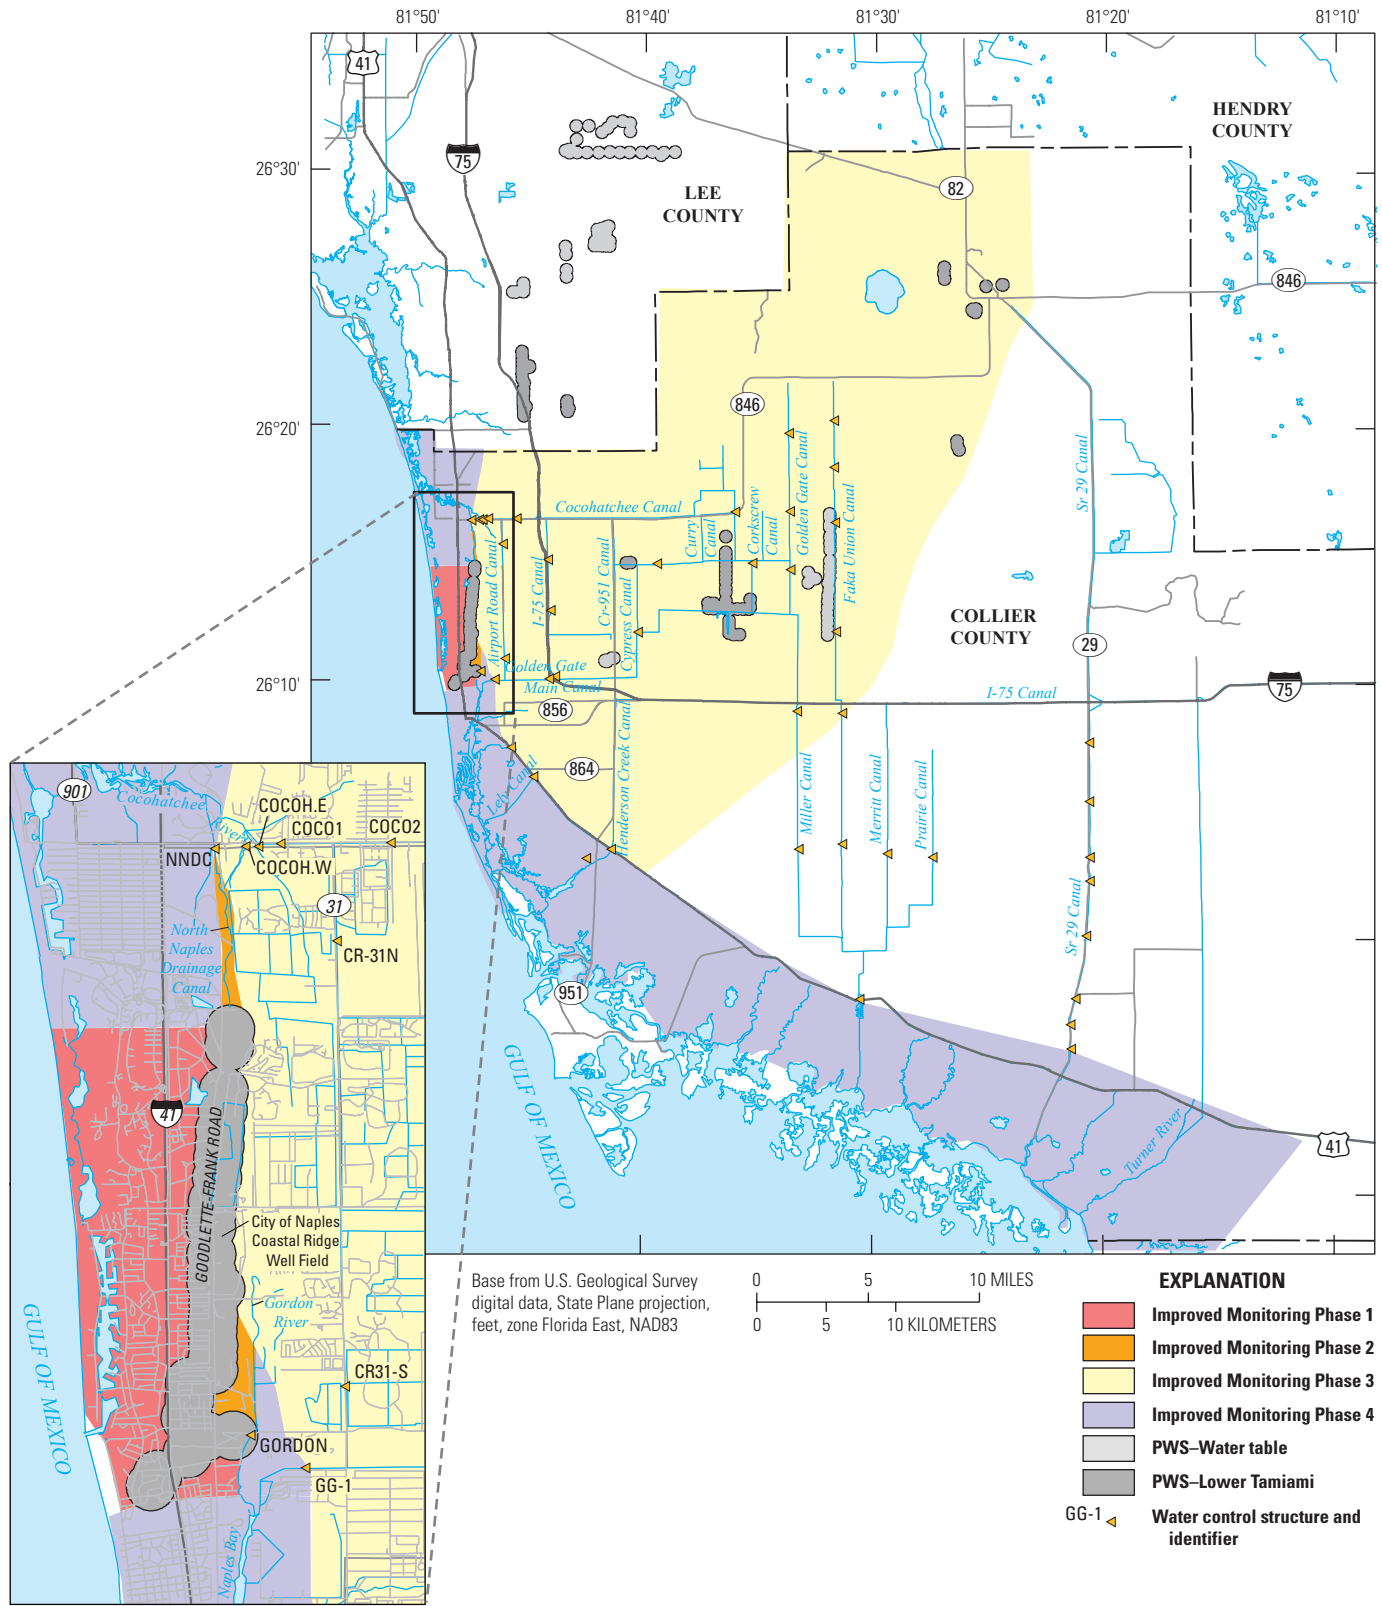 81°50'
81°40'
81°30'
81°20'
81°10'
41
HENDRY
COUNTY
75
26°30'
LEE
COUNTY
82
846
846
26°20'
Cocohatchee Canal
Curry
Canal
Corkscrew
Canal
Golden Gate Canal
Faka Union Canal
Sr 29 Canal
Airport Road Canal
I-75 Canal
Cr-951 Canal
Cypress Canal
COLLIER
COUNTY
29
26°10'
Golden Gate
Main Canal
I-75 Canal
75
856
864
Lely Canal
Henderson Creek Canal
Miller Canal
Merritt Canal
Prairie Canal
Sr 29 Canal
951
GULF OF MEXICO
Turner River
41
901
Cocohatchee
River
COCOH.E
COCO1
COCO2
NNDC
COCOH.W
31
North
Naples
Drainage
Canal
CR-31N
41
GOODLETTE-FRANK ROAD
City of Naples
Coastal Ridge
Well Field
Gordon
River
GULF OF MEXICO
CR31-S
GORDON
GG-1
Naples Bay
Base from U.S. Geological Survey
digital data, State Plane projection,
feet, zone Florida East, NAD83
0 5 10 MILES
0 5 10 KILOMETERS
EXPLANATION
Improved Monitoring Phase 1
Improved Monitoring Phase 2
Improved Monitoring Phase 3
Improved Monitoring Phase 4
PWS–Water table
PWS–Lower Tamiami
GG-1 Water control structure and
identifier